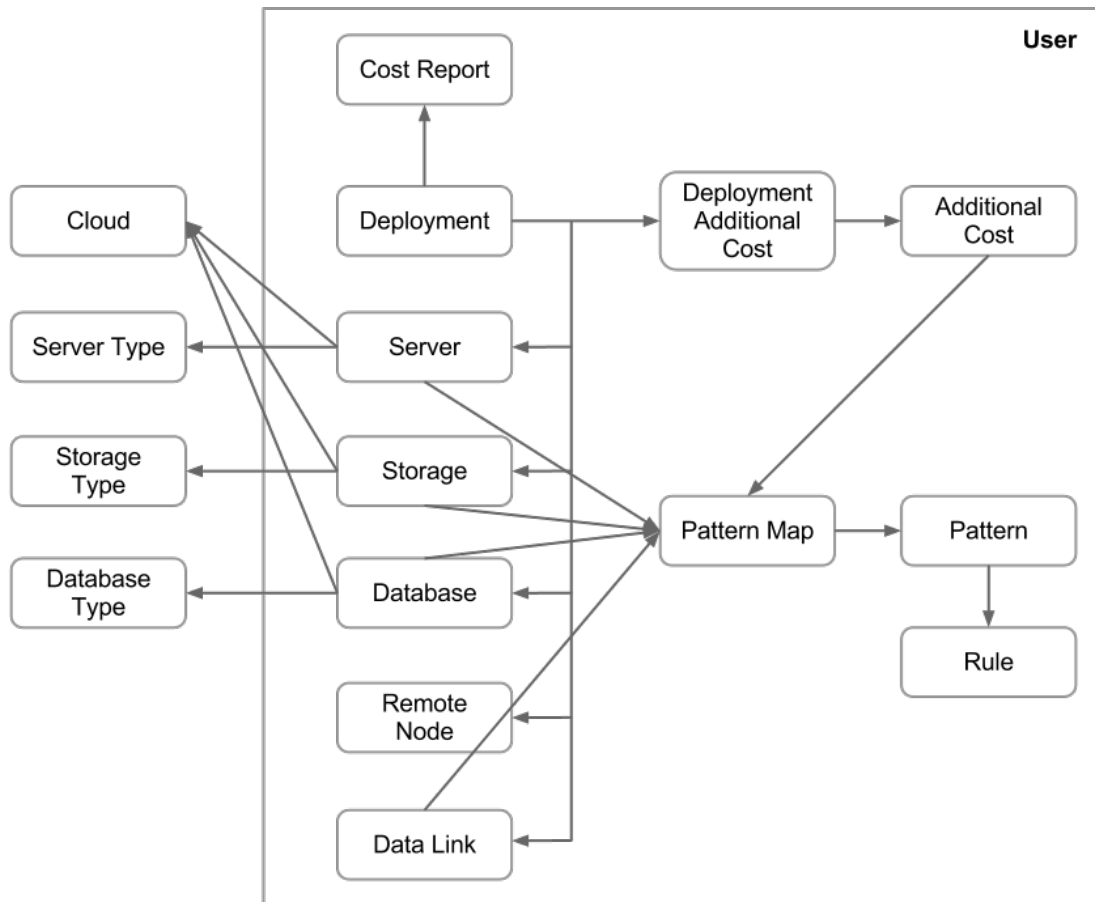 User
Cost Report
Cloud
Deployment
Deployment
Additional
Cost
Additional
Cost
Server Type
Server
Storage
Type
Storage
Pattern Map
Pattern
Database
Type
Database
Rule
Remote
Node
Data Link